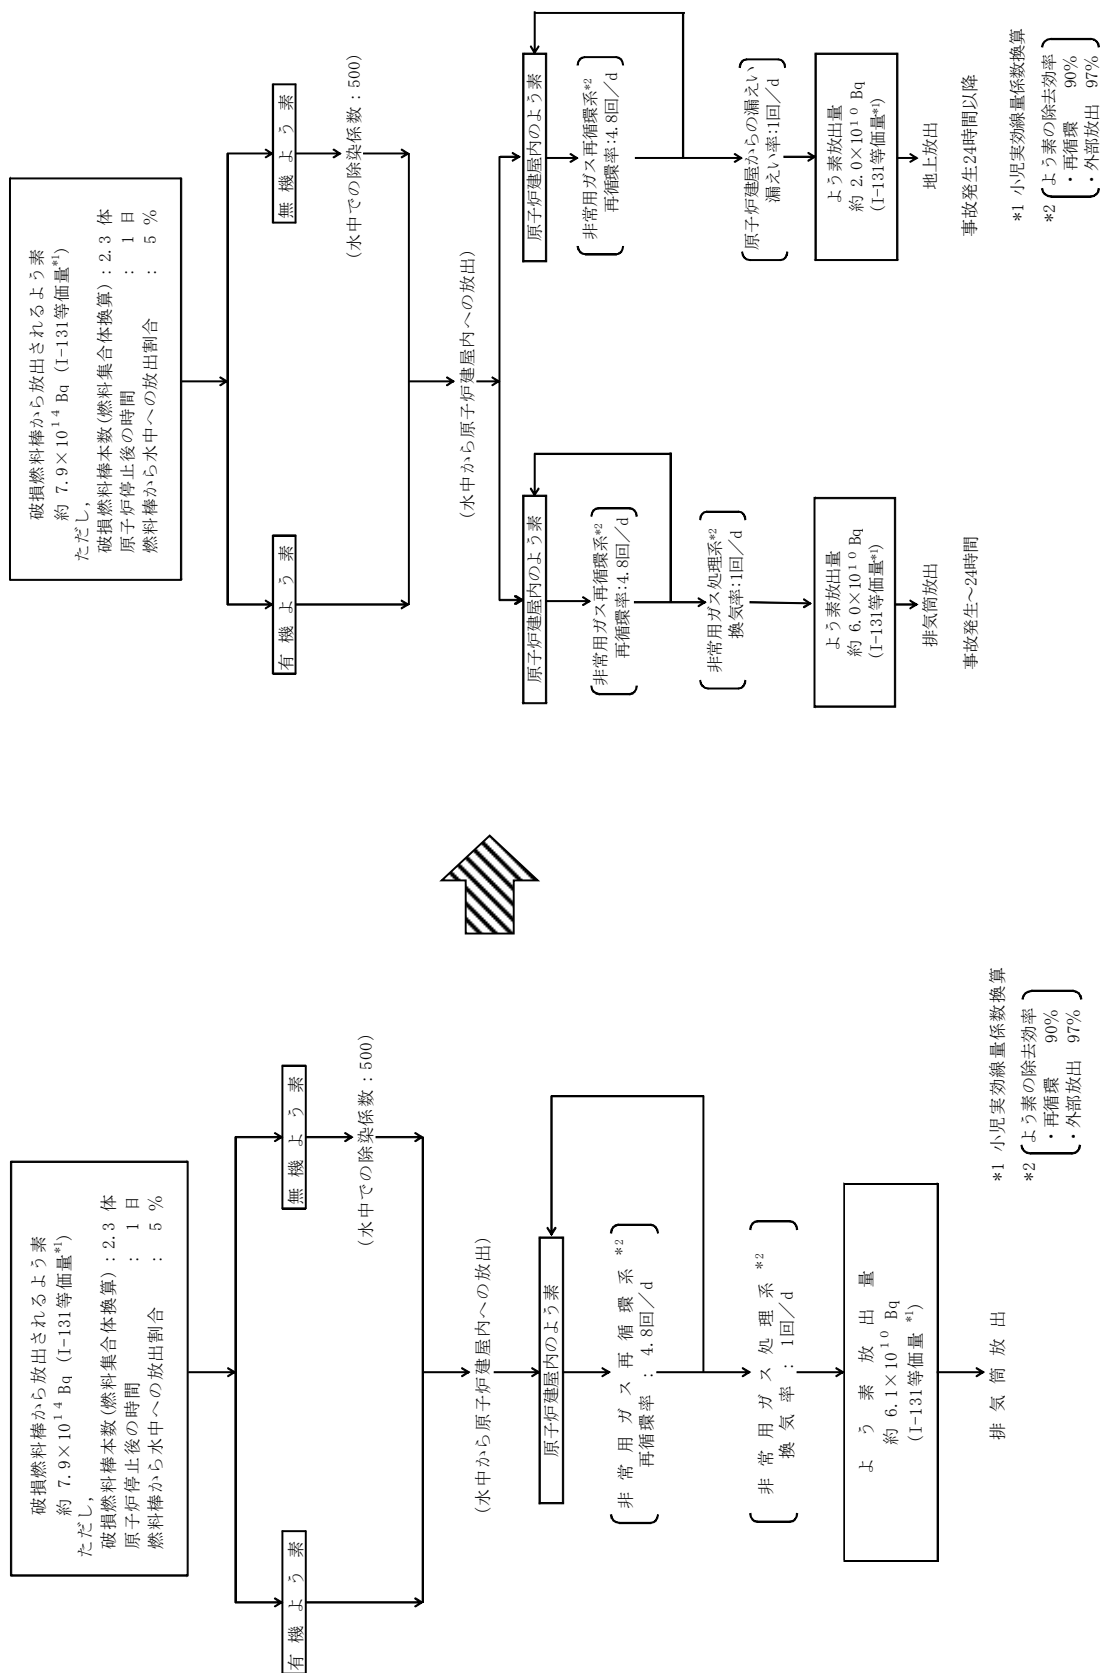 破損燃料棒から放出されるよう素
約 7.9×10¹⁴ Bq (I-131等価量*1)
ただし，
破損燃料棒本数(燃料集合体換算)：2.3 体
原子炉停止後の時間 ： 1 日
燃料棒から水中への放出割合 ： 5 %
有 機 よ う 素
無 機 よ う 素
(水中での除染係数：500)
(水中から原子炉建屋内への放出)
原子炉建屋内のよう素
非 常 用 ガ ス 再 循 環 系 *2
再循環率 ： 4.8回／d
非 常 用 ガ ス 処 理 系 *2
換 気 率 ： 1回／d
よ う 素 放 出 量
約 6.1×10¹⁰ Bq
(I-131等価量 *1)
排 気 筒 放 出
*1 小児実効線量係数換算
*2 よう素の除去効率
・再循環 90%
・外部放出 97%
破損燃料棒から放出されるよう素
約 7.9×10¹⁴ Bq (I-131等価量*1)
ただし，
破損燃料棒本数(燃料集合体換算)：2.3 体
原子炉停止後の時間 ： 1 日
燃料棒から水中への放出割合 ： 5 %
有 機 よ う 素
無 機 よ う 素
(水中での除染係数：500)
(水中から原子炉建屋内への放出)
原子炉建屋内のよう素
非常用ガス再循環系*2
再循環率：4.8回／d
非常用ガス処理系*2
換気率：1回／d
よう素放出量
約 6.0×10¹⁰ Bq
(I-131等価量*1)
排気筒放出
事故発生～24時間
原子炉建屋内のよう素
非常用ガス再循環系*2
再循環率：4.8回／d
原子炉建屋からの漏えい
漏えい率：1回／d
よう素放出量
約 2.0×10¹⁰ Bq
(I-131等価量*1)
地上放出
事故発生24時間以降
*1 小児実効線量係数換算
*2 よう素の除去効率
・再循環 90%
・外部放出 97%